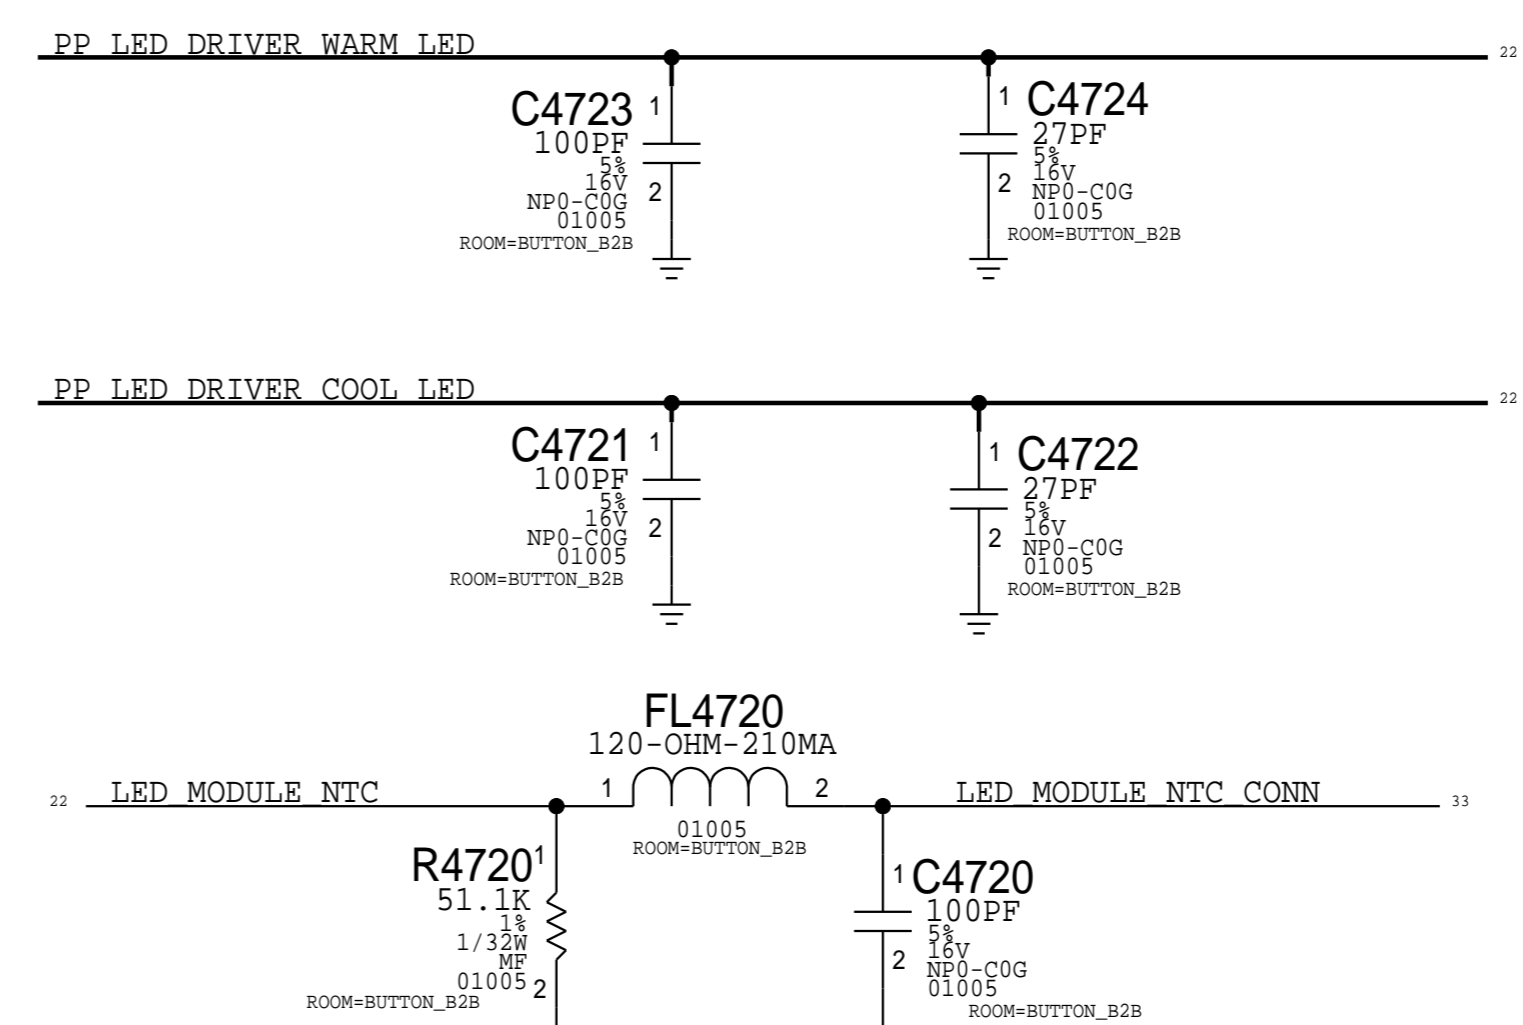 PP_LED_DRIVER_WARM_LED
22
C4723
1
100PF
5%
16V
2
NP0-C0G
01005
ROOM=BUTTON_B2B
1
C4724
27PF
5%
16V
2
NP0-C0G
01005
ROOM=BUTTON_B2B
PP_LED_DRIVER_COOL_LED
22
C4721
1
100PF
5%
16V
2
NP0-C0G
01005
ROOM=BUTTON_B2B
1
C4722
27PF
5%
16V
2
NP0-C0G
01005
ROOM=BUTTON_B2B
FL4720
120-OHM-210MA
22
LED_MODULE_NTC
1
2
LED_MODULE_NTC_CONN
33
01005
ROOM=BUTTON_B2B
R4720
1
51.1K
1%
1/32W
MF
01005
2
ROOM=BUTTON_B2B
1
C4720
100PF
5%
16V
2
NP0-C0G
01005
ROOM=BUTTON_B2B